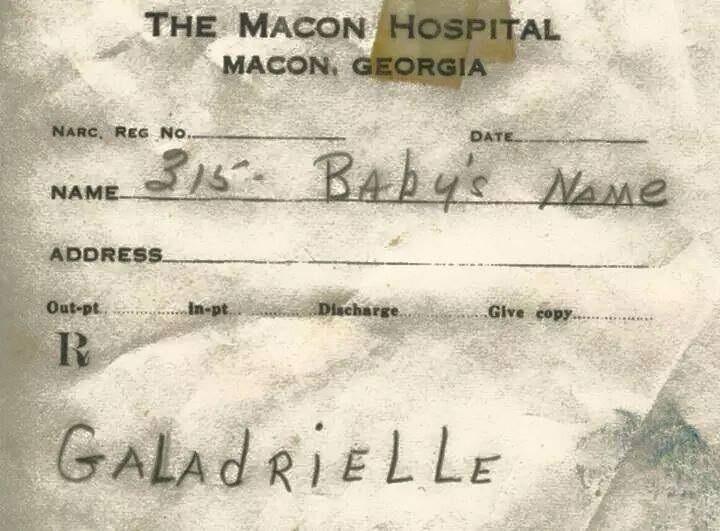 THE MACON HOSPITAL
MACON, GEORGIA
NARC. REG NO. DATE
NAME 315- BAby's NAMe
ADDRESS
Out-pt. In-pt. Discharge Give copy
R
GALAdRiELLE